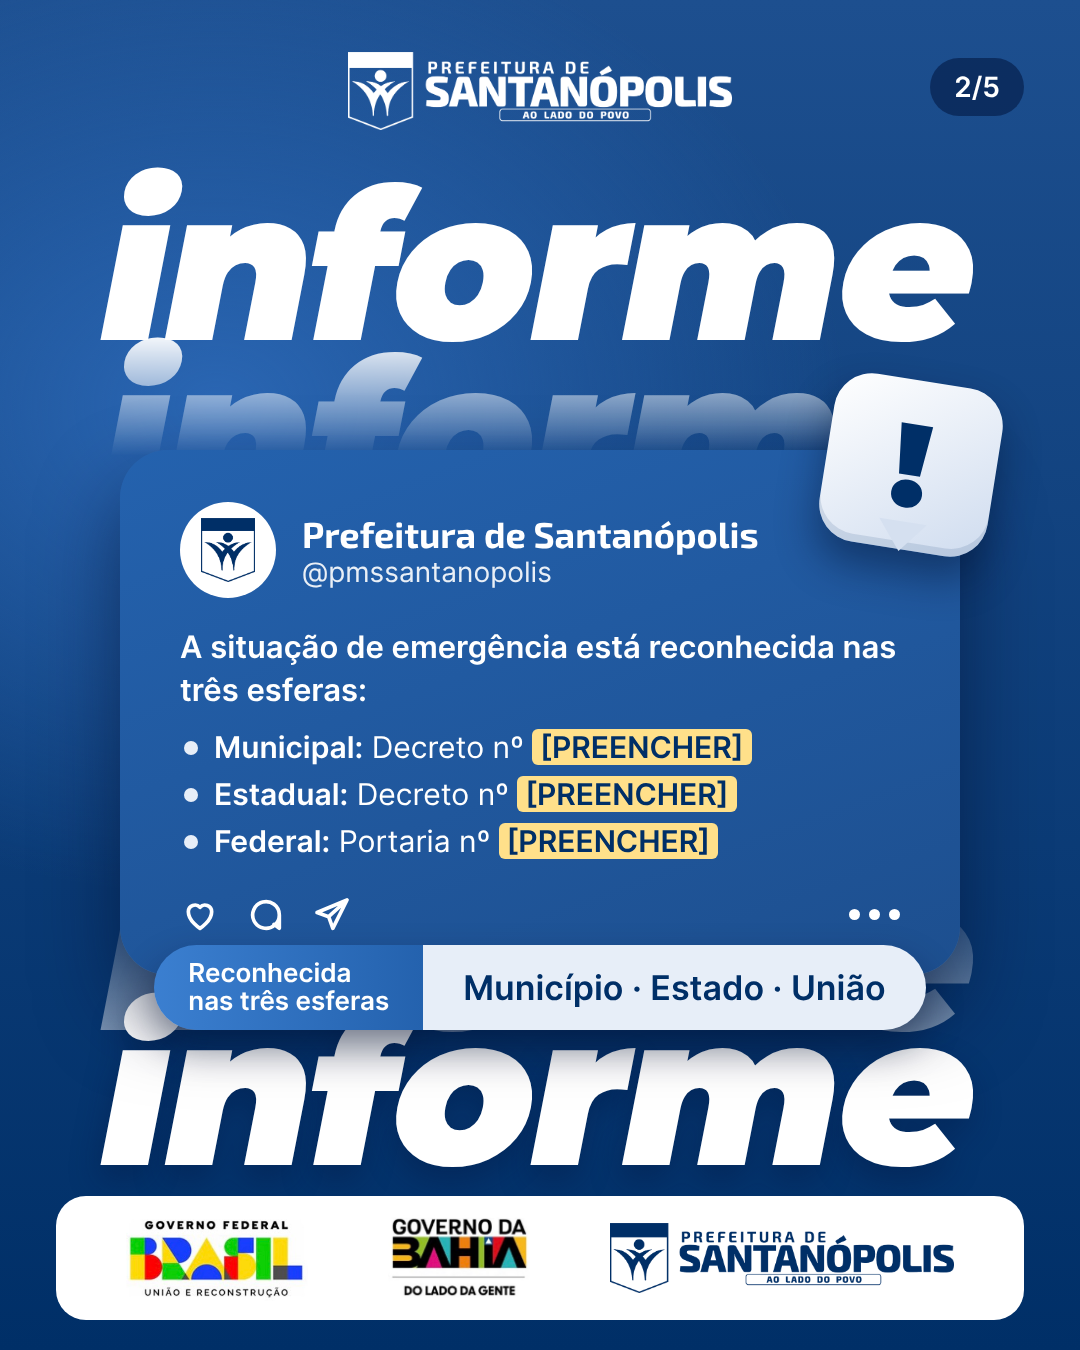 PREFEITURA DE
SANTANÓPOLIS
AO LADO DO POVO
2/5
informe
inform
Prefeitura de Santanópolis
@pmssantanopolis
A situação de emergência está reconhecida nas
três esferas:
Municipal: Decreto nº [PREENCHER]
Estadual: Decreto nº [PREENCHER]
Federal: Portaria nº [PREENCHER]
Reconhecida
nas três esferas
Município · Estado · União
informe
GOVERNO FEDERAL
BRASIL
UNIÃO E RECONSTRUÇÃO
GOVERNO DA
BAHIA
DO LADO DA GENTE
PREFEITURA DE
SANTANÓPOLIS
AO LADO DO POVO